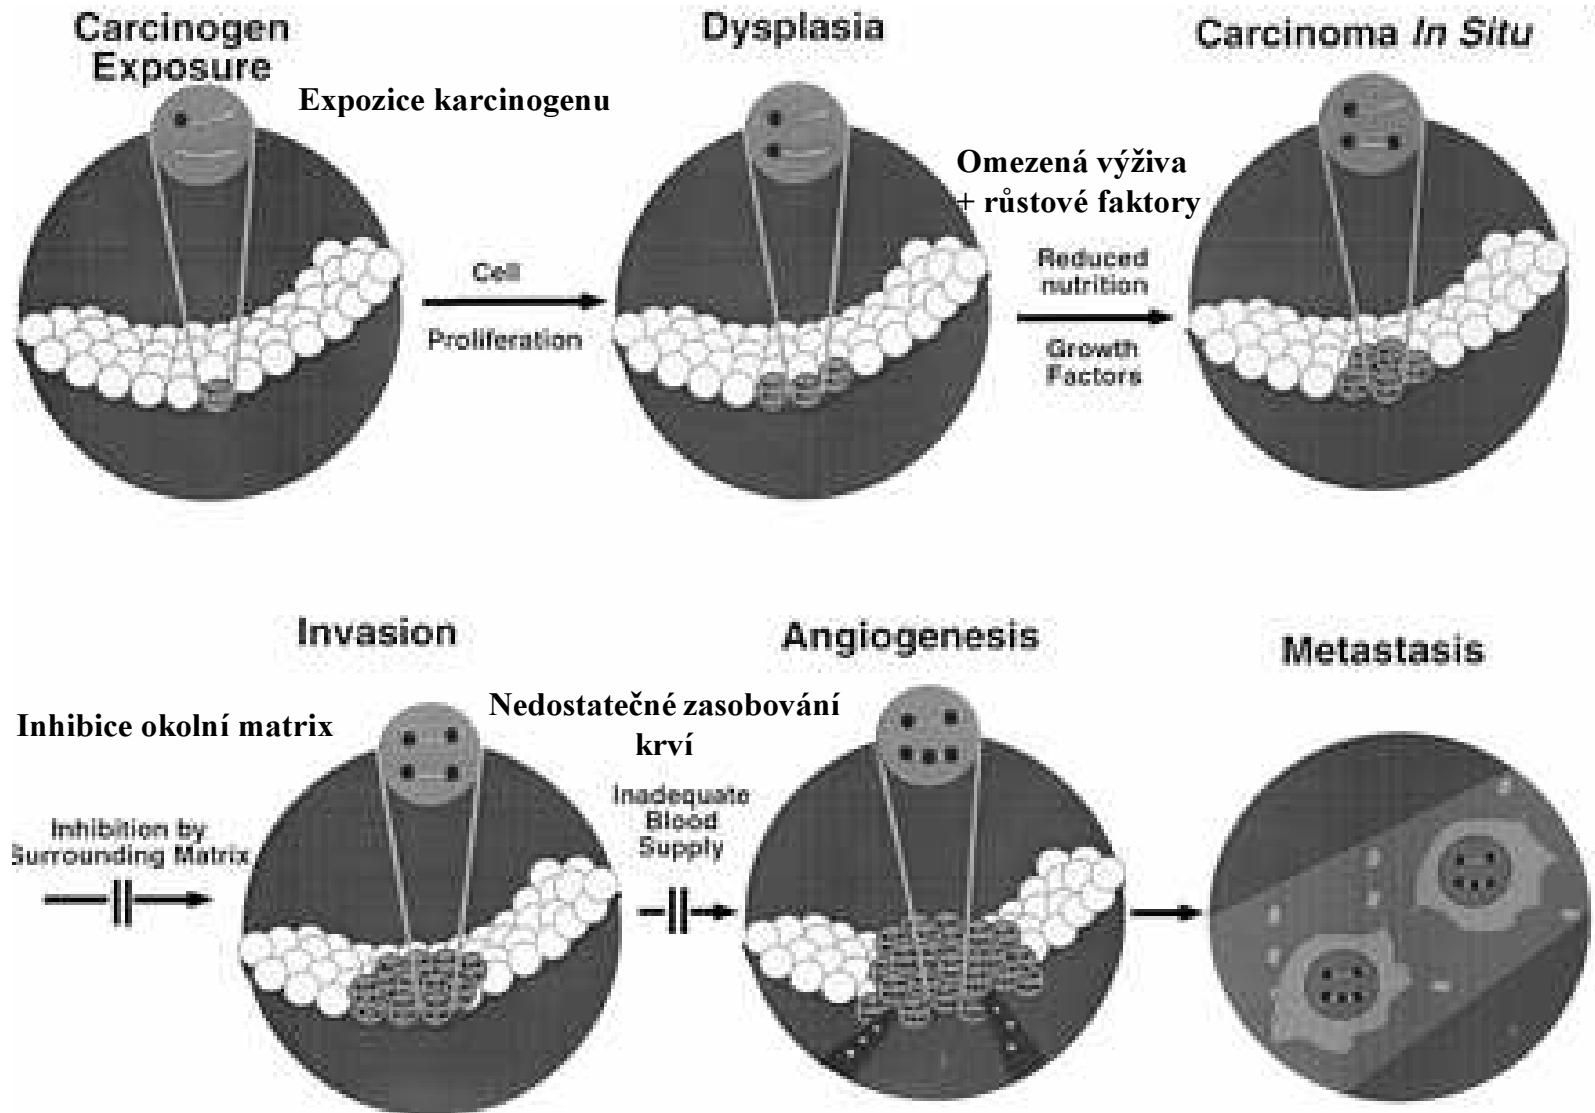 Carcinogen
Exposure
Expozice karcinogenu
Dysplasia
Carcinoma In Situ
Cell
Proliferation
Omezená výživa
+ růstové faktory
Reduced
nutrition
Growth
Factors
Invasion
Inhibice okolní matrix
Inhibition by
Surrounding Matrix
Nedostatečné zasobování
krví
Inadequate
Blood
Supply
Angiogenesis
Metastasis